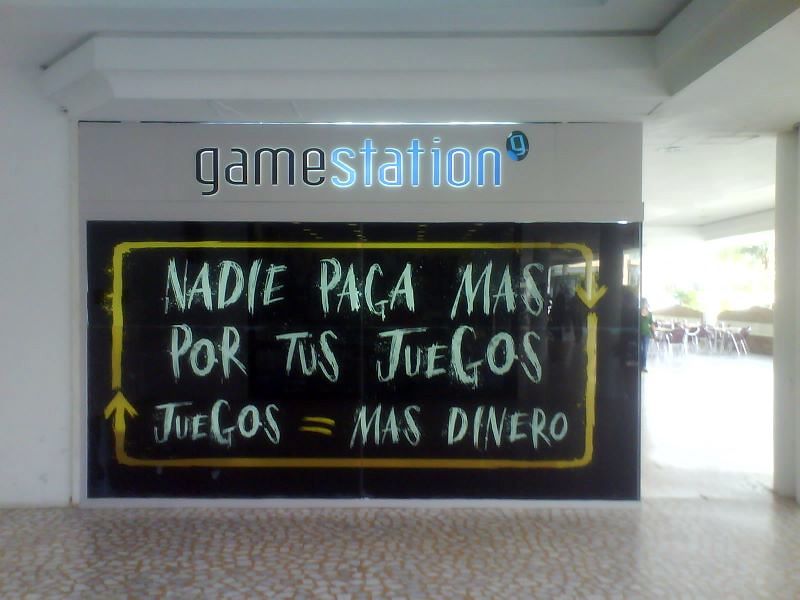 gamestation g
NADIE PAGA MAS
POR TUS JUEGOS
JUEGOS = MAS DINERO